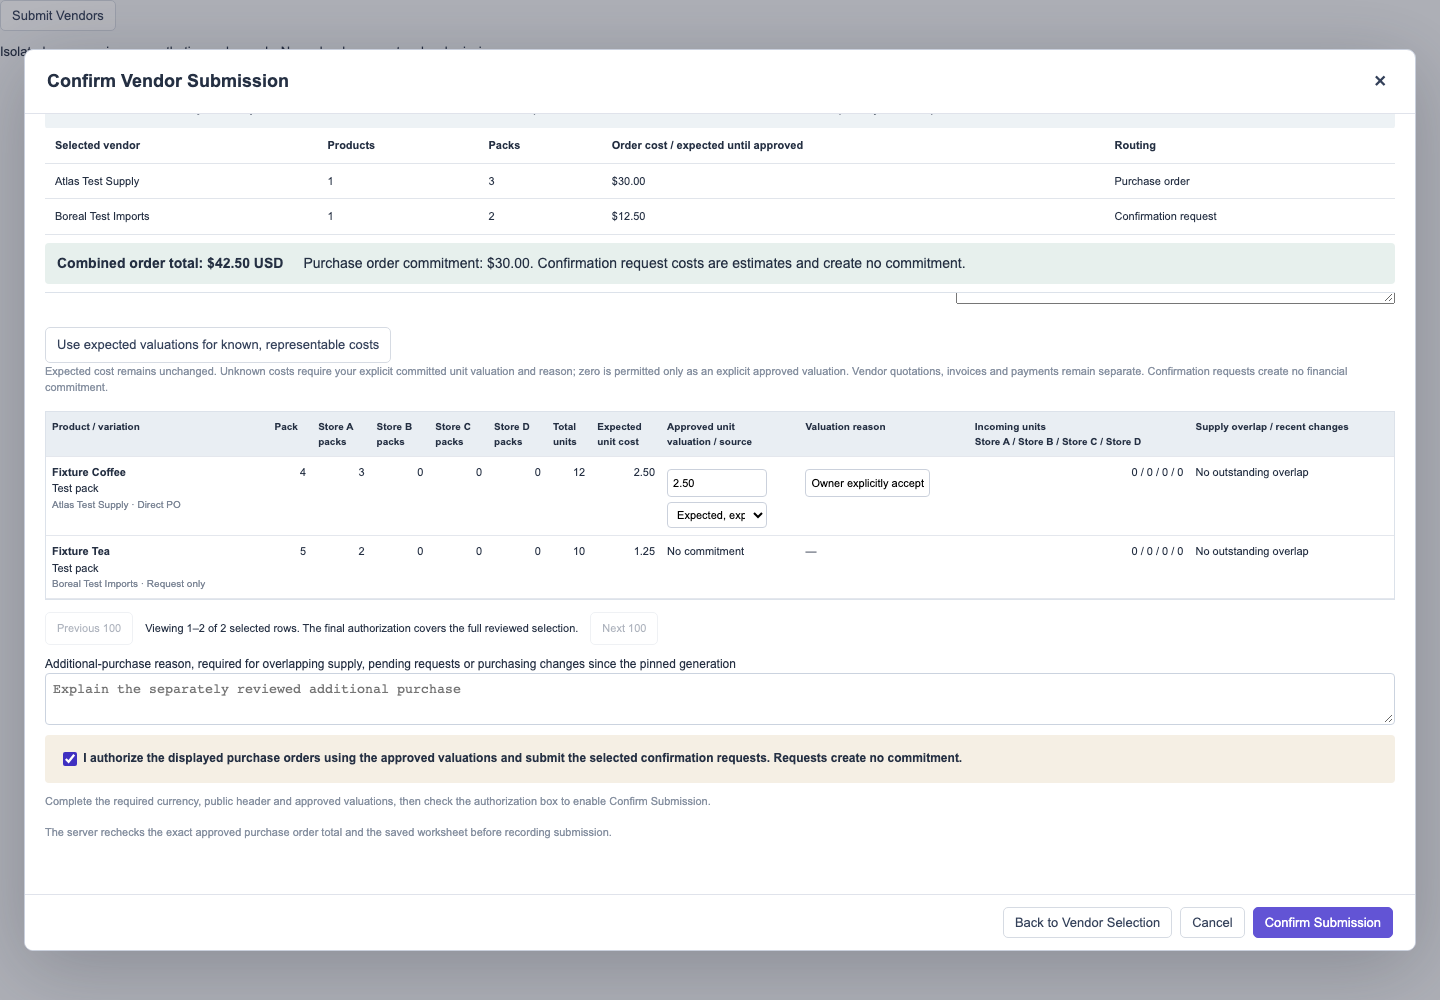 Submit Vendors
Confirm Vendor Submission
×
Selected vendor Products Packs Order cost / expected until approved Routing
Atlas Test Supply 1 3 $30.00 Purchase order
Boreal Test Imports 1 2 $12.50 Confirmation request
Combined order total: $42.50 USD Purchase order commitment: $30.00. Confirmation request costs are estimates and create no commitment.
Use expected valuations for known, representable costs
Expected cost remains unchanged. Unknown costs require your explicit committed unit valuation and reason; zero is permitted only as an explicit approved valuation. Vendor quotations, invoices and payments remain separate. Confirmation requests create no financial
commitment.
Product / variation Pack Store A Store B Store C Store D Total Expected Approved unit Valuation reason Incoming units Supply overlap / recent changes
packs packs packs packs units unit cost valuation / source Store A / Store B / Store C / Store D
Fixture Coffee 4 3 0 0 0 12 2.50 2.50 Owner explicitly accept 0 / 0 / 0 / 0 No outstanding overlap
Test pack
Atlas Test Supply · Direct PO Expected, exp
Fixture Tea 5 2 0 0 0 10 1.25 No commitment — 0 / 0 / 0 / 0 No outstanding overlap
Test pack
Boreal Test Imports · Request only
Previous 100 Viewing 1–2 of 2 selected rows. The final authorization covers the full reviewed selection. Next 100
Additional-purchase reason, required for overlapping supply, pending requests or purchasing changes since the pinned generation
Explain the separately reviewed additional purchase
I authorize the displayed purchase orders using the approved valuations and submit the selected confirmation requests. Requests create no commitment.
Complete the required currency, public header and approved valuations, then check the authorization box to enable Confirm Submission.
The server rechecks the exact approved purchase order total and the saved worksheet before recording submission.
Back to Vendor Selection Cancel Confirm Submission